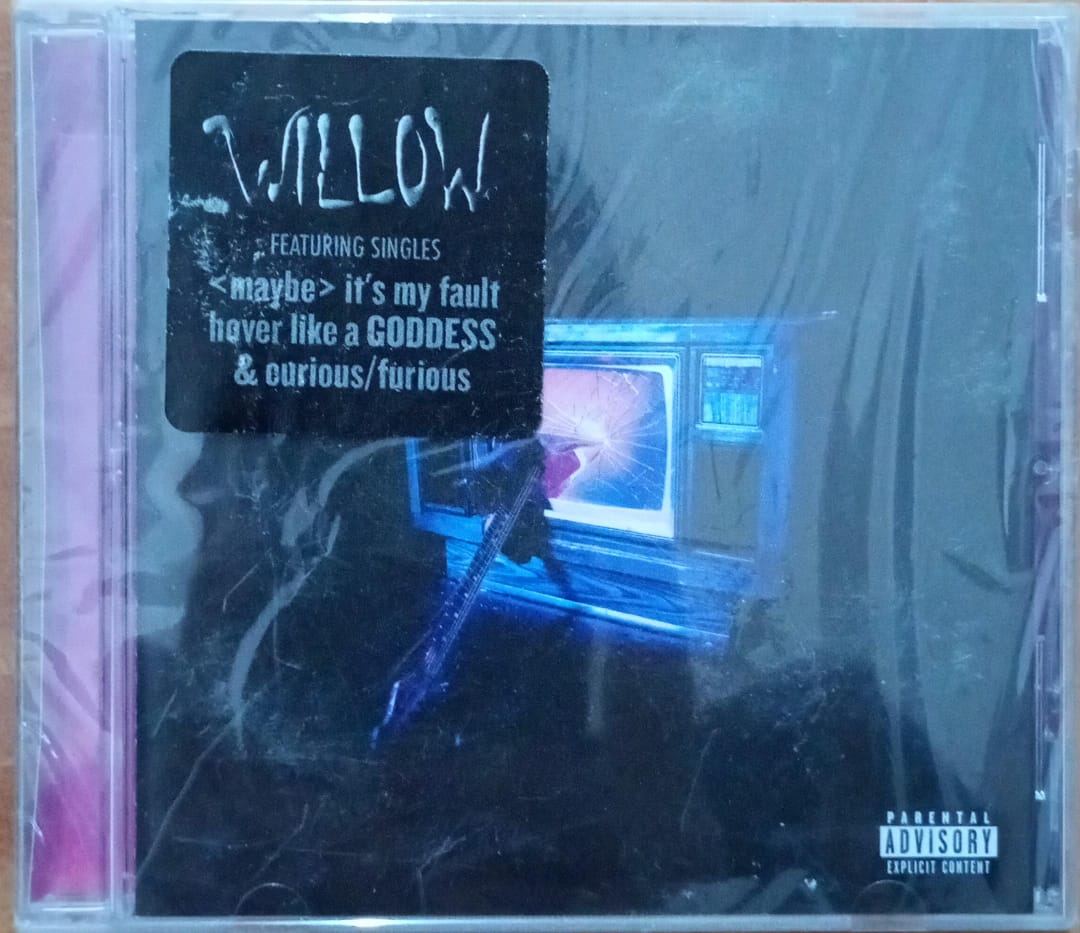 WILLOW
FEATURING SINGLES
<maybe> it's my fault
hover like a GODDESS
& curious/furious
PARENTAL
ADVISORY
EXPLICIT CONTENT